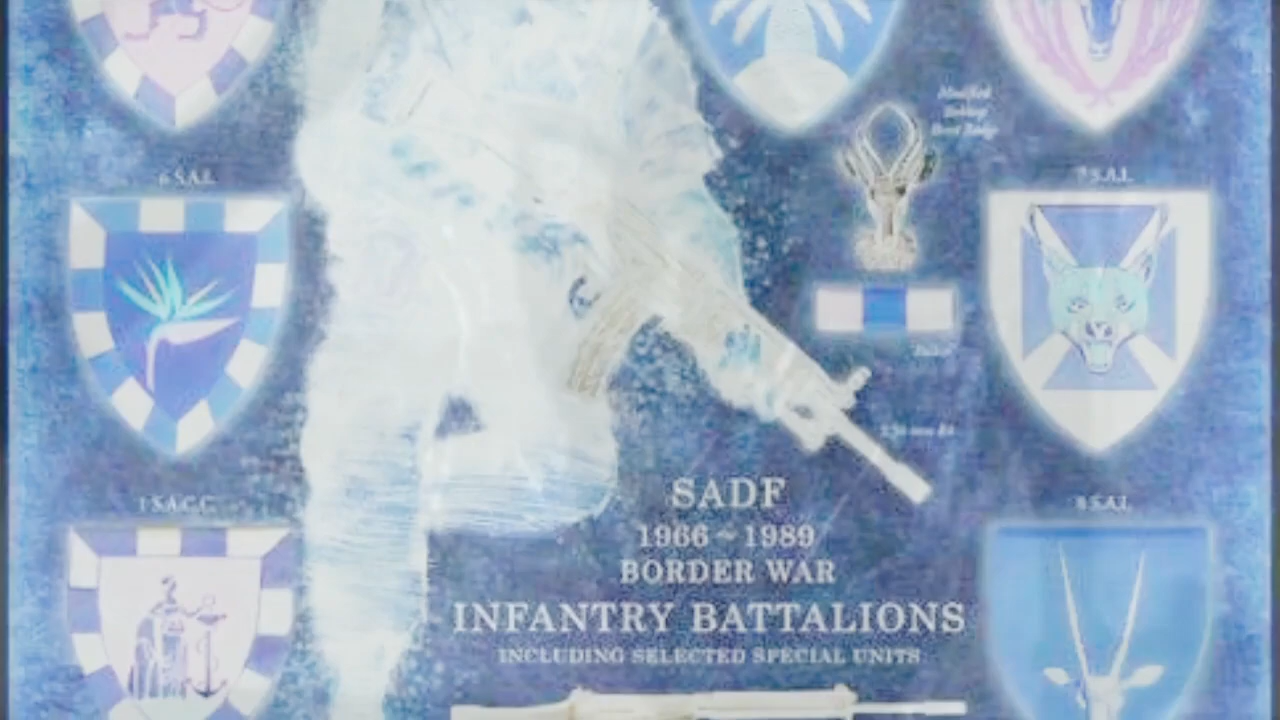 6 S.A.I.
7 S.A.I.
1 S.A.C.C.
8 S.A.I.
SADF
1966 ~ 1989
BORDER WAR
INFANTRY BATTALIONS
INCLUDING SELECTED SPECIAL UNITS